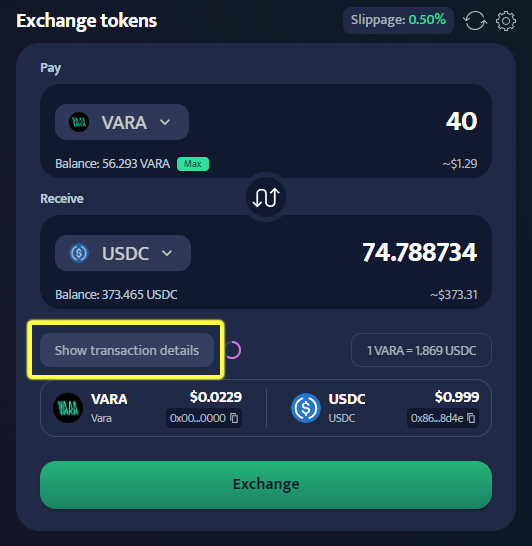 Exchange tokens
Slippage: 0.50%
Pay
VARA
40
Balance: 56.293 VARA Max
~$1.29
Receive
USDC
74.788734
Balance: 373.465 USDC
~$373.31
Show transaction details
1 VARA = 1.869 USDC
VARA $0.0229
Vara 0x00...0000
USDC $0.999
USDC 0x86...8d4e
Exchange